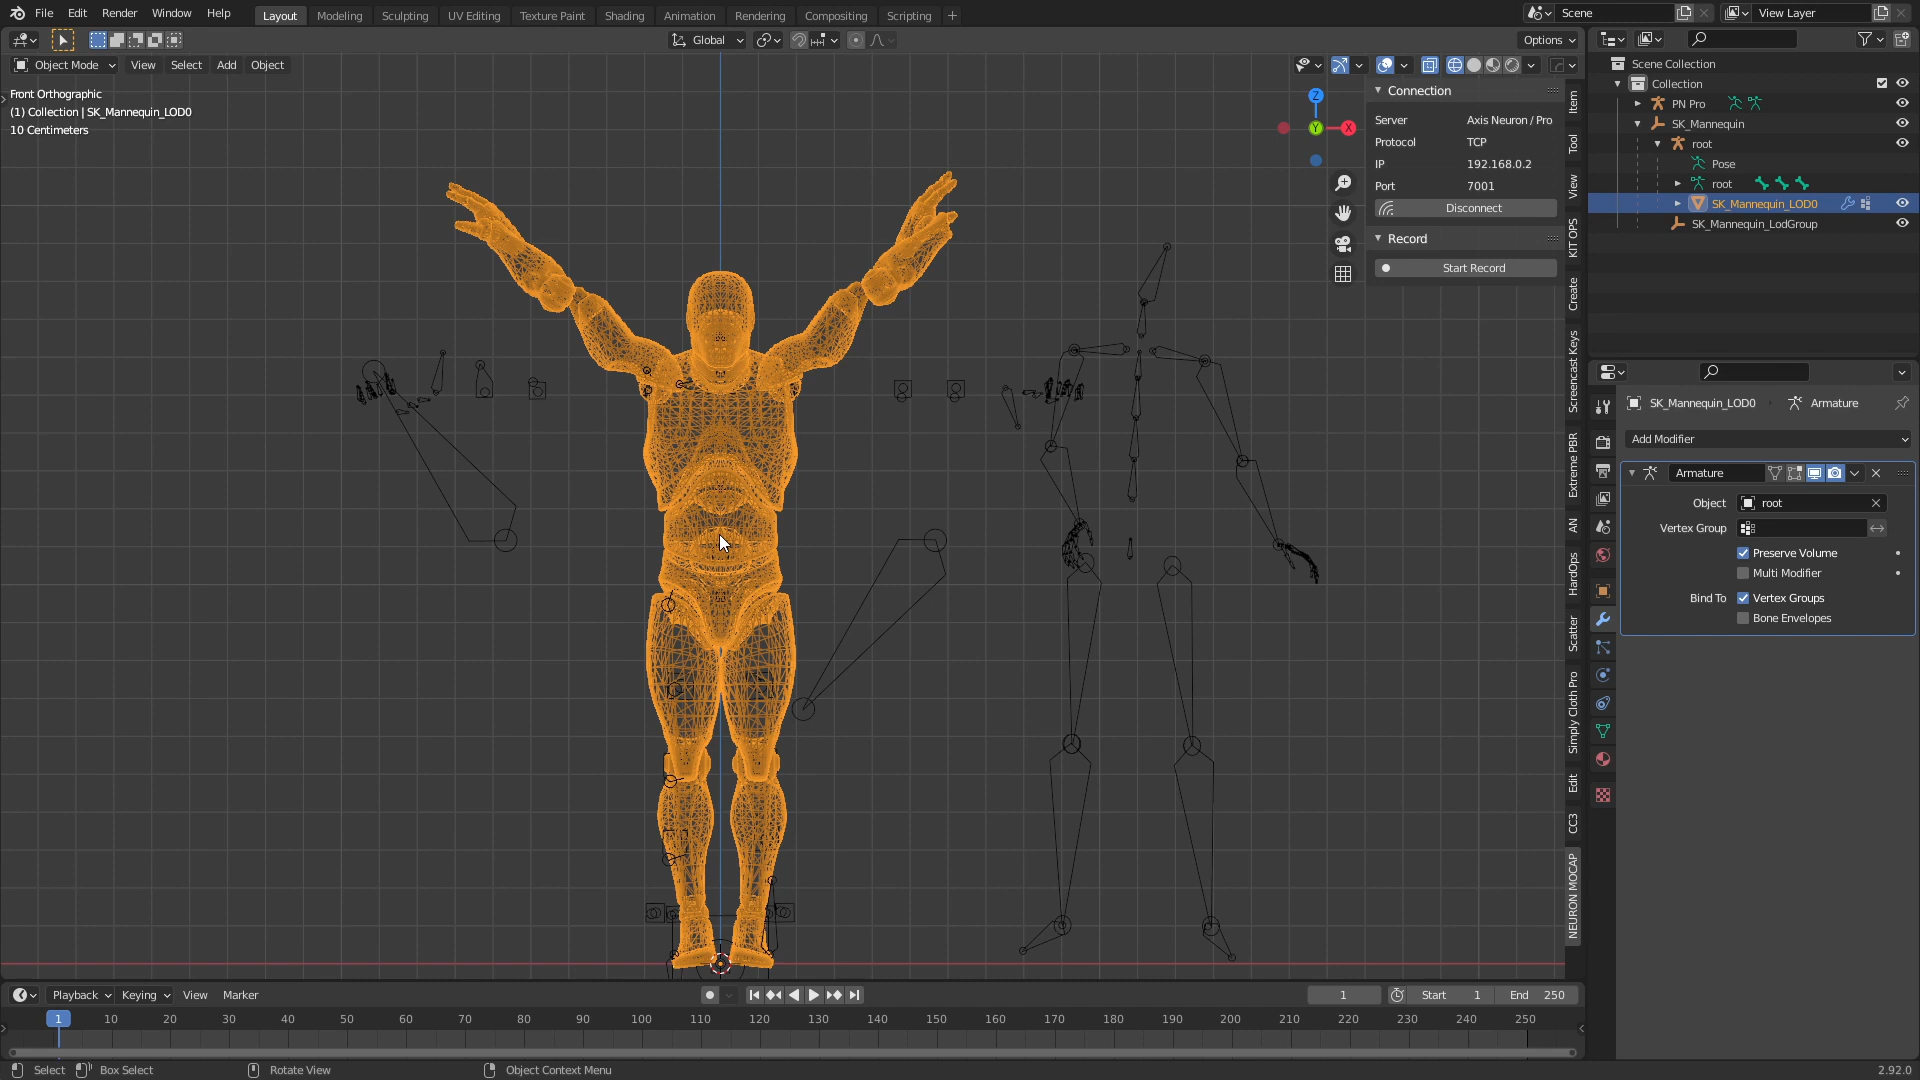 File Edit Render Window Help
Layout Modeling Sculpting UV Editing Texture Paint Shading Animation Rendering Compositing Scripting +
Scene
View Layer
Global
Options
Object Mode View Select Add Object
Front Orthographic
(1) Collection | SK_Mannequin_LOD0
10 Centimeters
Z
Y
X
Connection
Server Axis Neuron / Pro
Protocol TCP
IP 192.168.0.2
Port 7001
Disconnect
Record
Start Record
Item
Tool
View
KIT OPS
Create
Screencast Keys
Extreme PBR
AN
HardOps
Scatter
Simply Cloth Pro
Edit
CC3
NEURON MOCAP
Scene Collection
Collection
PN Pro
SK_Mannequin
root
Pose
root
SK_Mannequin_LOD0
SK_Mannequin_LodGroup
SK_Mannequin_LOD0 Armature
Add Modifier
Armature
Object root
Vertex Group
Preserve Volume
Multi Modifier
Bind To Vertex Groups
Bone Envelopes
Playback Keying View Marker
1 Start 1 End 250
1 10 20 30 40 50 60 70 80 90 100 110 120 130 140 150 160 170 180 190 200 210 220 230 240 250
Select Box Select Rotate View Object Context Menu 2.92.0